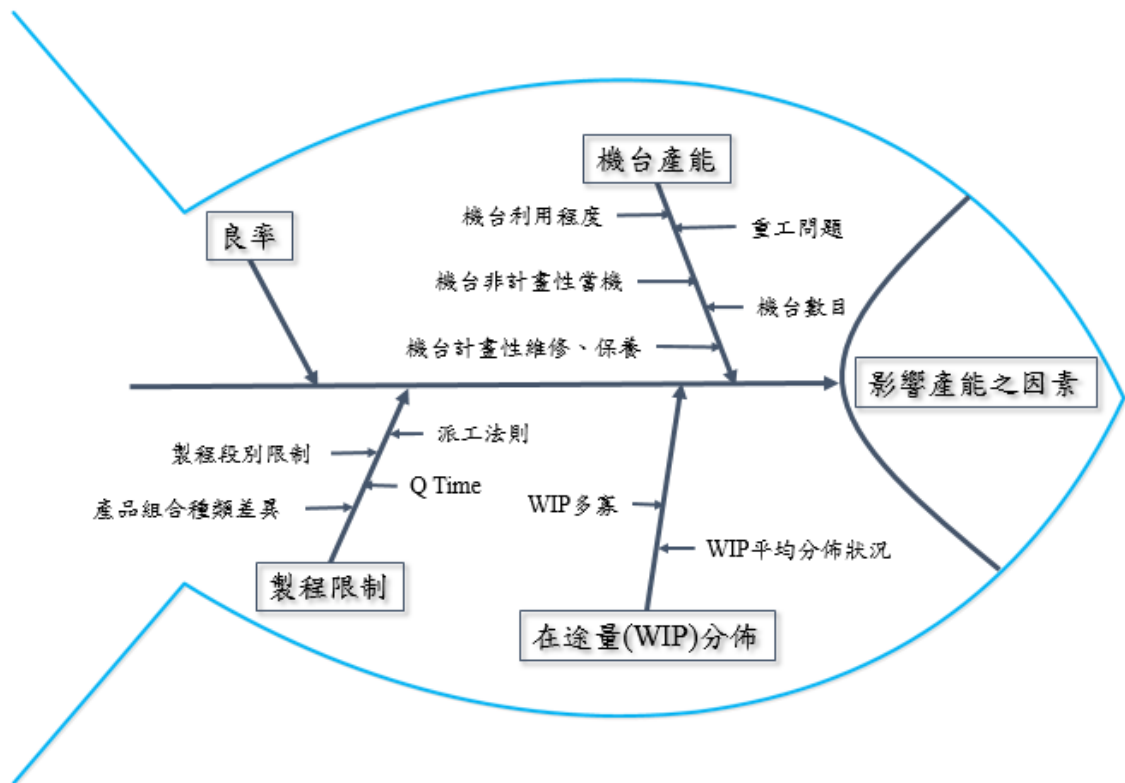 機台產能
機台利用程度
重工問題
良率
機台非計畫性當機
機台數目
機台計畫性維修、保養
影響產能之因素
派工法則
製程段別限制
Q Time
產品組合種類差異
WIP多寡
WIP平均分佈狀況
製程限制
在途量(WIP)分佈